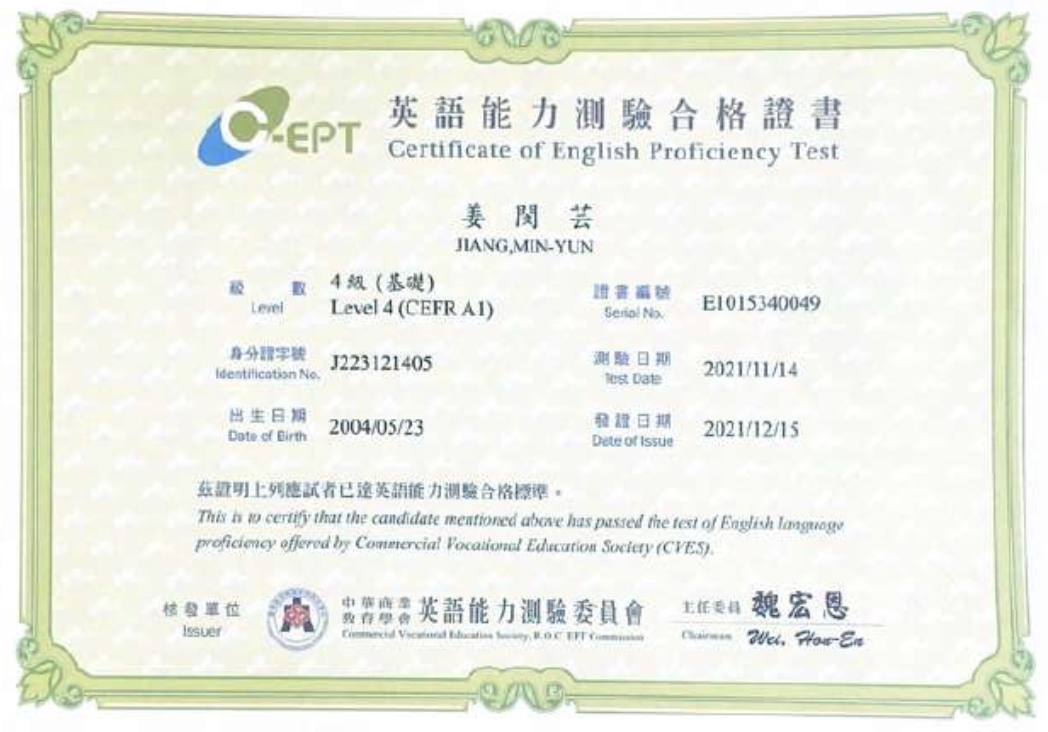 C-EPT
英語能力測驗合格證書
Certificate of English Proficiency Test
姜閔芸
JIANG,MIN-YUN
級數 4級(基礎)
Level Level 4 (CEFR A1)
證書編號 E1015340049
Serial No.
身分證字號 J223121405
Identification No.
測驗日期 2021/11/14
Test Date
出生日期 2004/05/23
Date of Birth
發證日期 2021/12/15
Date of Issue
茲證明上列應試者已達英語能力測驗合格標準。
This is to certify that the candidate mentioned above has passed the test of English language
proficiency offered by Commercial Vocational Education Society (CVES).
核發單位
Issuer
中華商業
教育學會 英語能力測驗委員會
Commercial Vocational Education Society, R.O.C EPT Commission
主任委員 魏宏恩
Chairman Wei, Hon-En